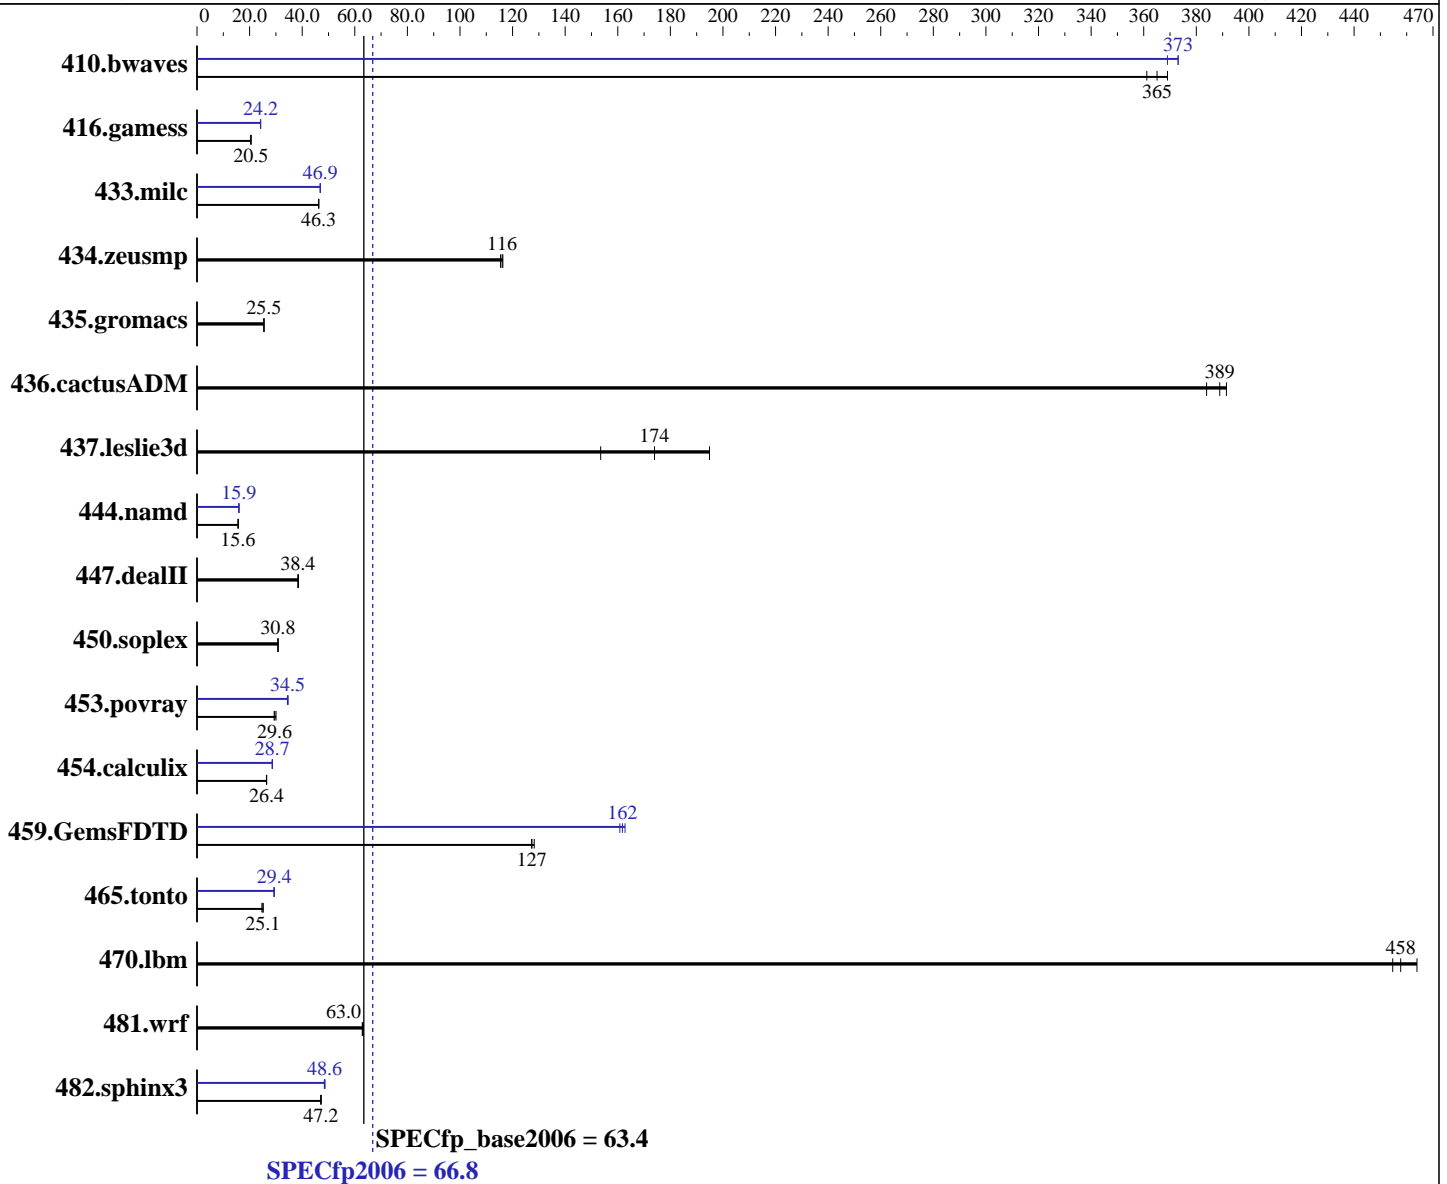 0 20.0 40.0 60.0 80.0 100 120 140 160 180 200 220 240 260 280 300 320 340 360 380 400 420 440 470
373
410.bwaves
365
24.2
416.gamess
20.5
46.9
433.milc
46.3
116
434.zeusmp
25.5
435.gromacs
389
436.cactusADM
174
437.leslie3d
15.9
444.namd
15.6
38.4
447.dealII
30.8
450.soplex
34.5
453.povray
29.6
28.7
454.calculix
26.4
162
459.GemsFDTD
127
29.4
465.tonto
25.1
458
470.lbm
63.0
481.wrf
48.6
482.sphinx3
47.2
SPECfp_base2006 = 63.4
SPECfp2006 = 66.8